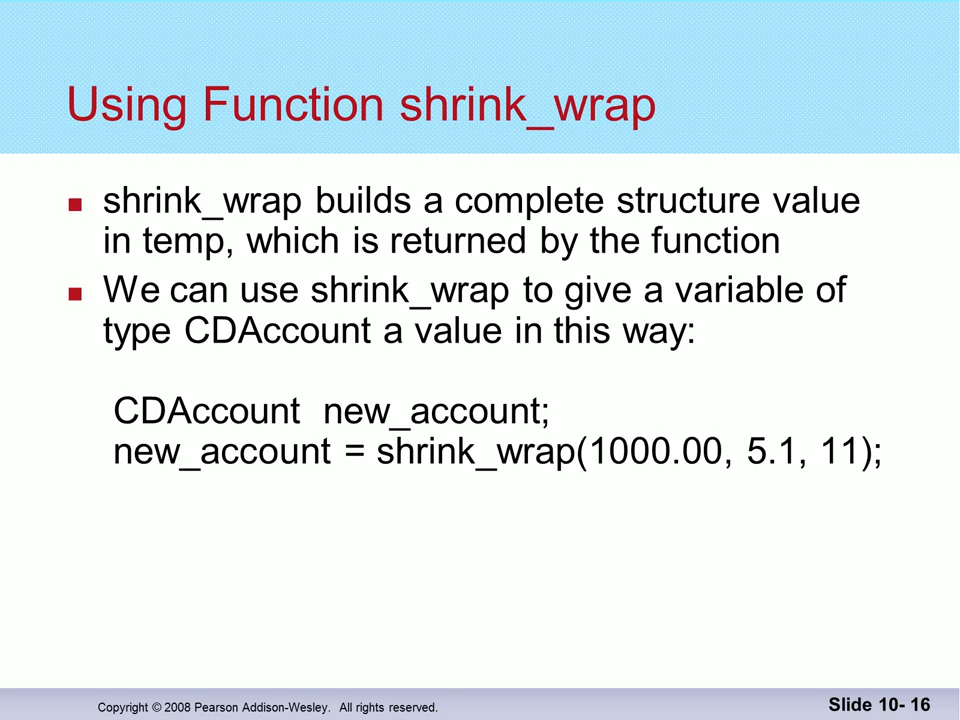 Using Function shrink_wrap
shrink_wrap builds a complete structure value
in temp, which is returned by the function
We can use shrink_wrap to give a variable of
type CDAccount a value in this way:
CDAccount new_account;
new_account = shrink_wrap(1000.00, 5.1, 11);
Copyright © 2008 Pearson Addison-Wesley. All rights reserved.
Slide 10- 16